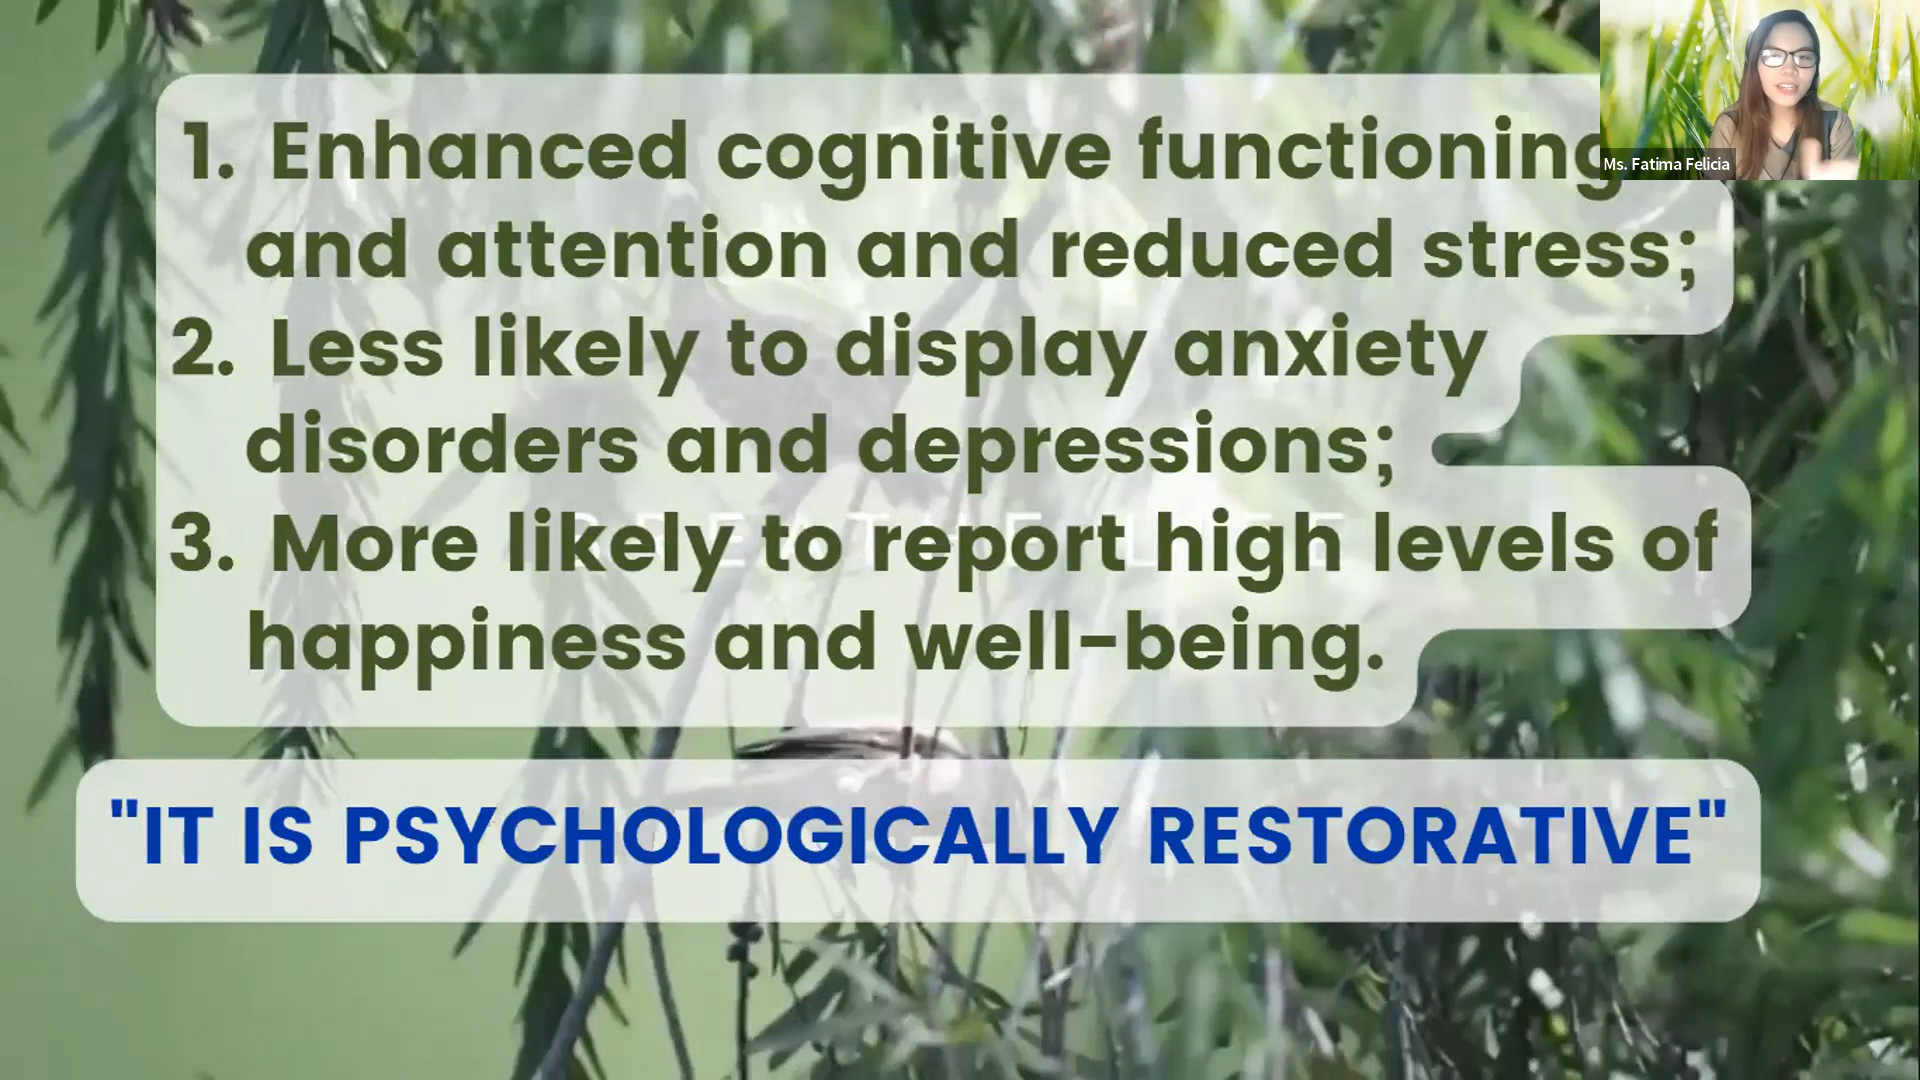 1. Enhanced cognitive functioning
and attention and reduced stress;
2. Less likely to display anxiety
disorders and depressions;
3. More likely to report high levels of
happiness and well-being.
"IT IS PSYCHOLOGICALLY RESTORATIVE"
Ms. Fatima Felicia